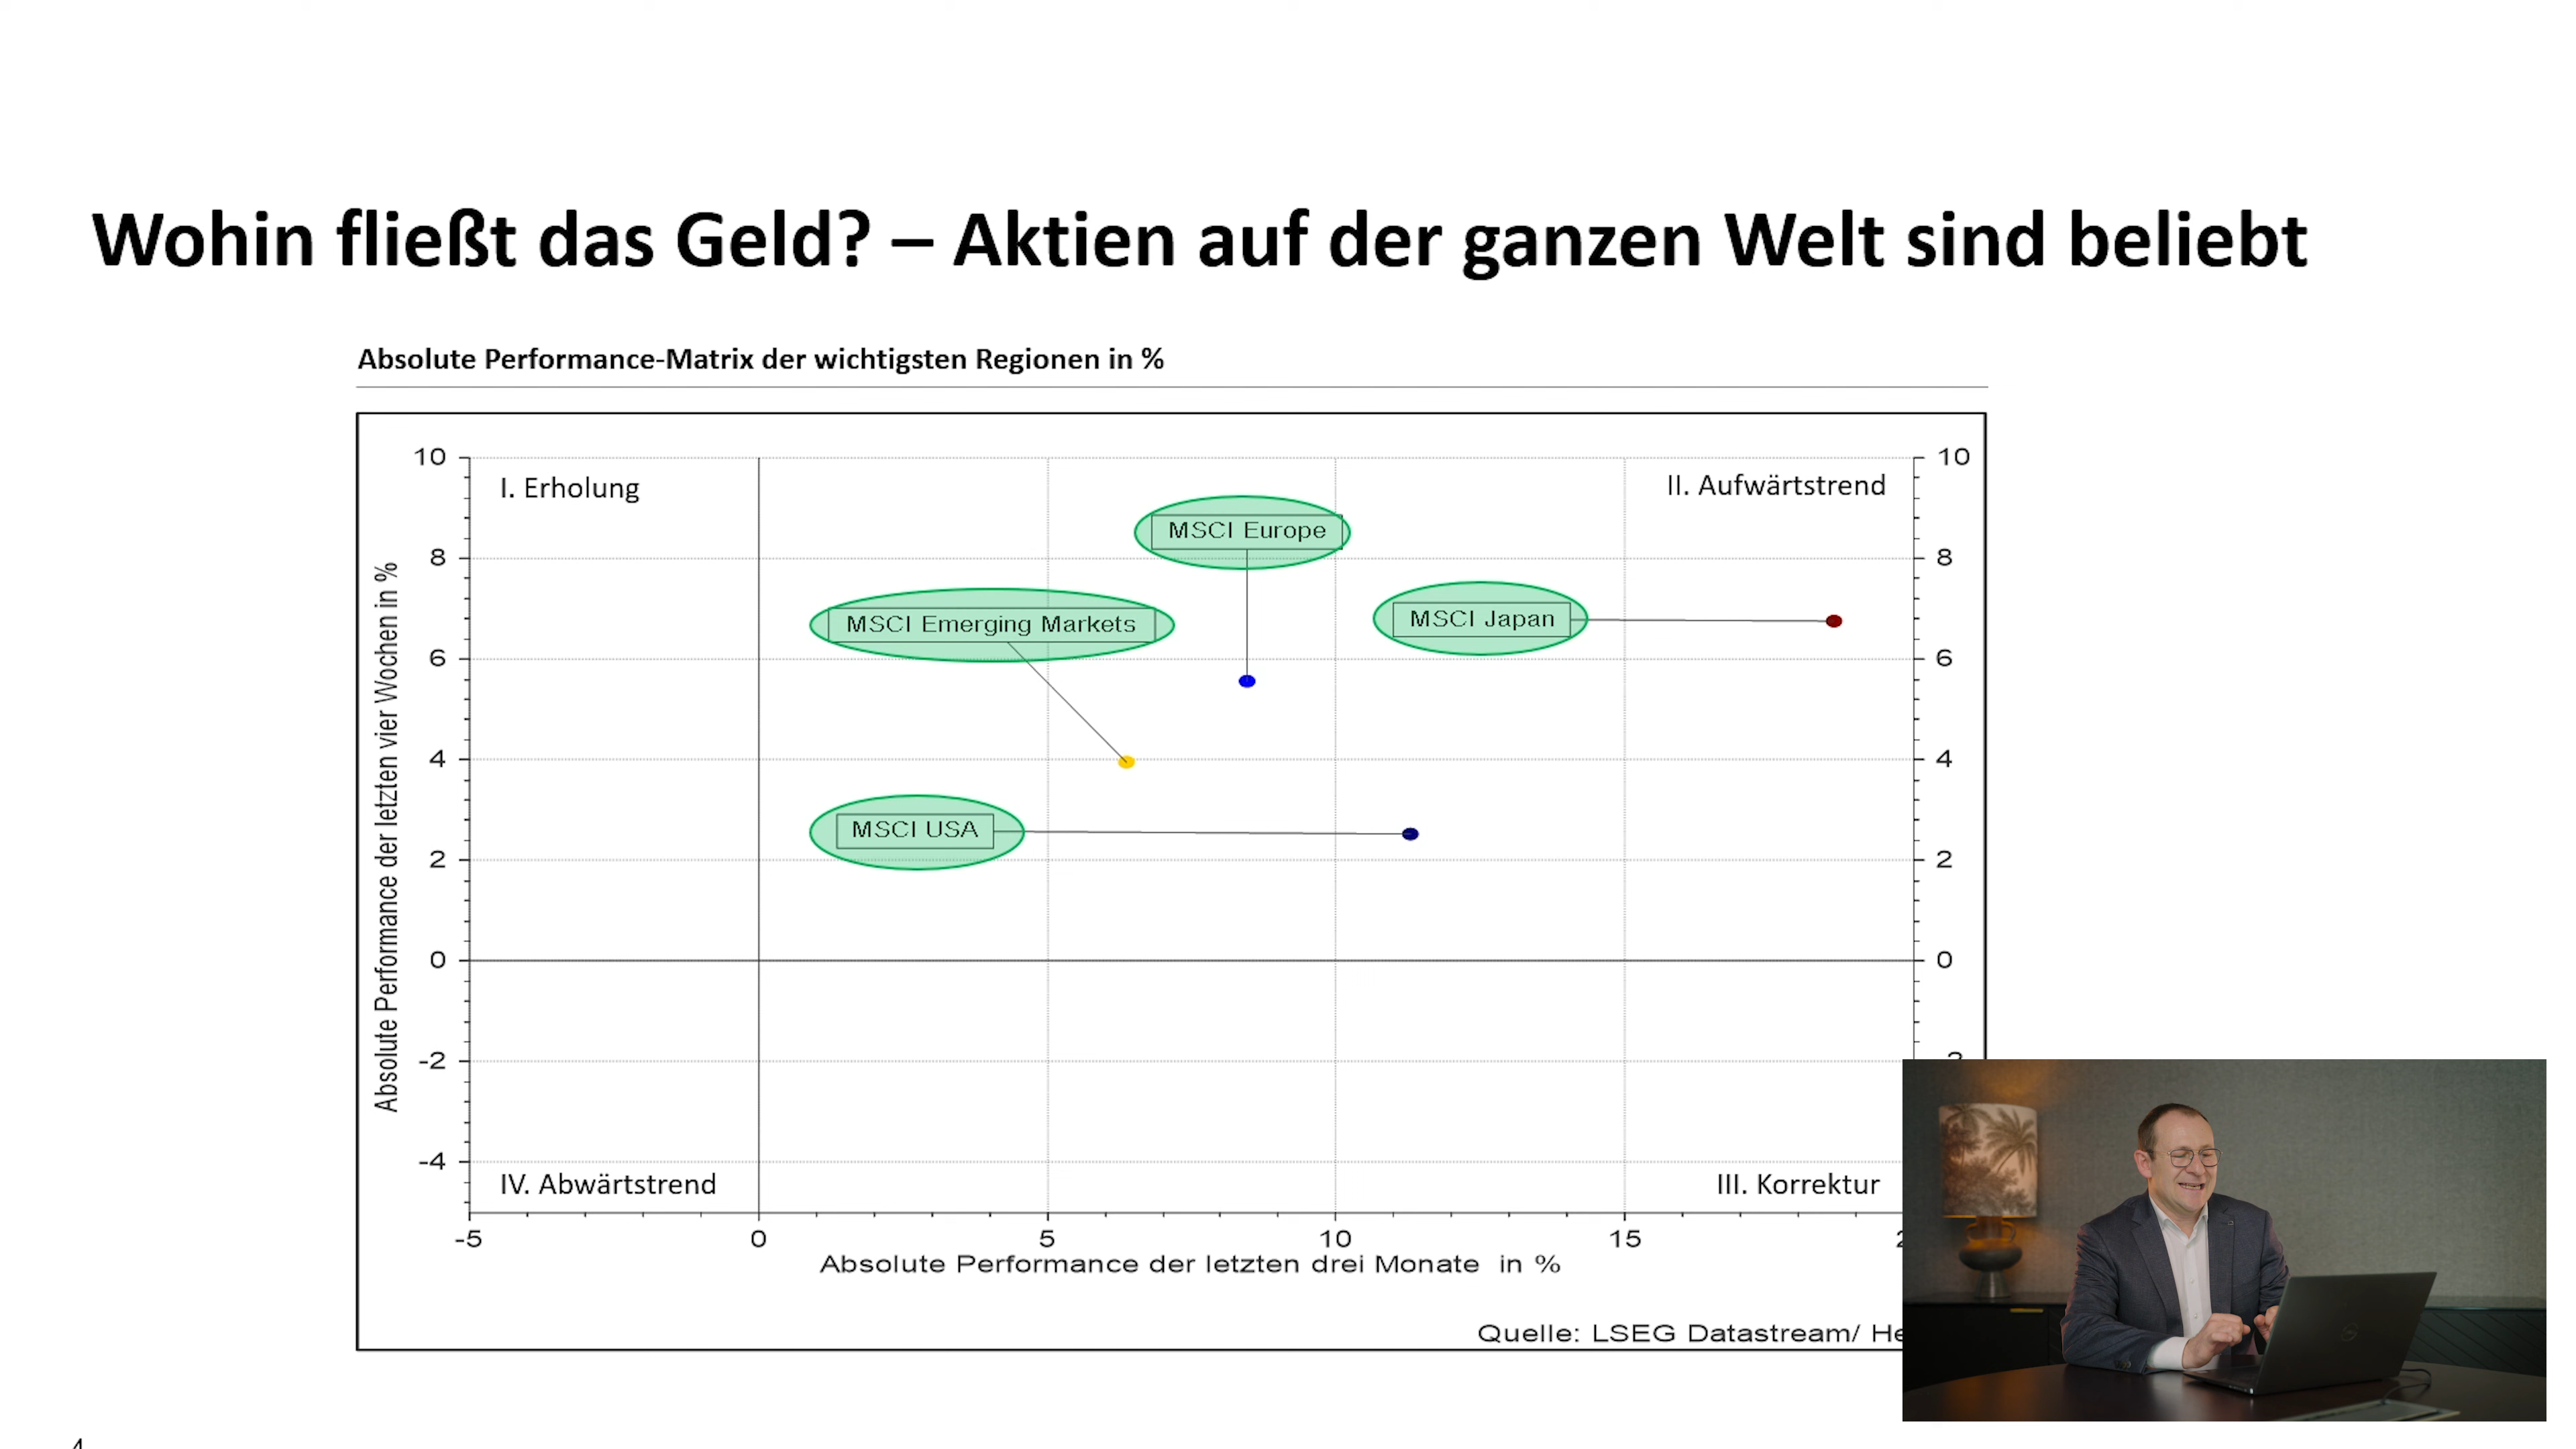 Wohin fließt das Geld? – Aktien auf der ganzen Welt sind beliebt
Absolute Performance-Matrix der wichtigsten Regionen in %
10
8
6
4
2
0
-2
-4
Absolute Performance der letzten vier Wochen in %
I. Erholung
II. Aufwärtstrend
MSCI Europe
MSCI Emerging Markets
MSCI Japan
MSCI USA
IV. Abwärtstrend
III. Korrektur
10
8
6
4
2
0
-5
0
5
10
15
Absolute Performance der letzten drei Monate in %
Quelle: LSEG Datastream/